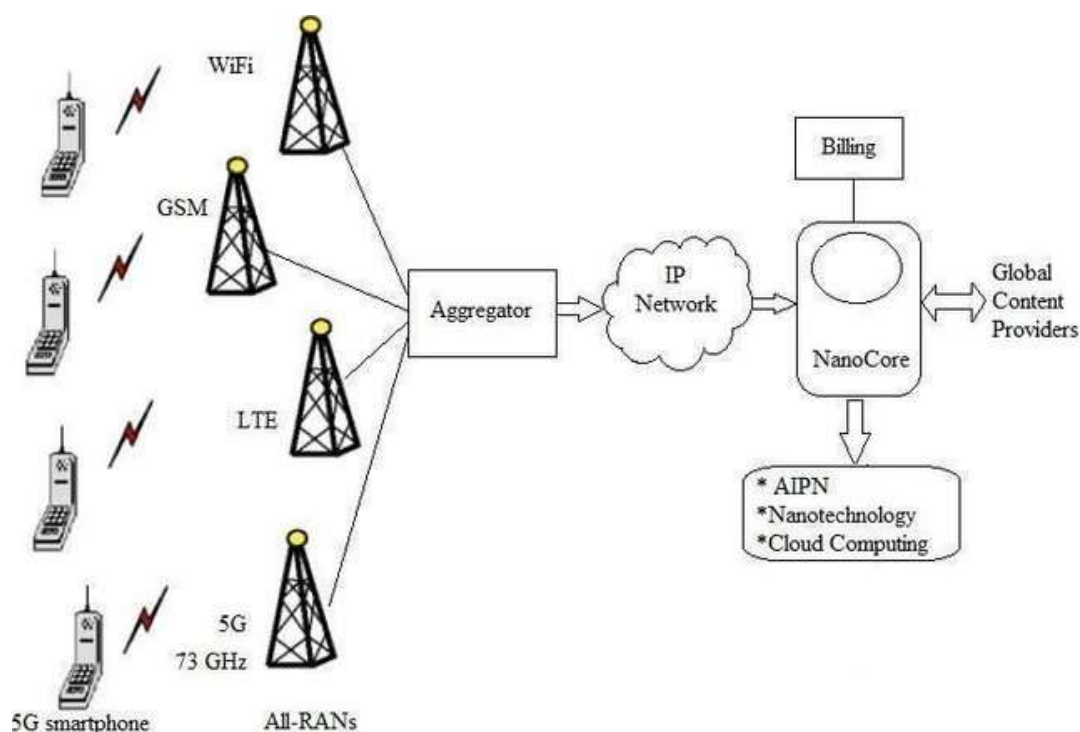 WiFi
GSM
LTE
5G
73 GHz
5G smartphone
All-RANs
Aggregator
IP
Network
Billing
NanoCore
Global
Content
Providers
* AIPN
*Nanotechnology
*Cloud Computing